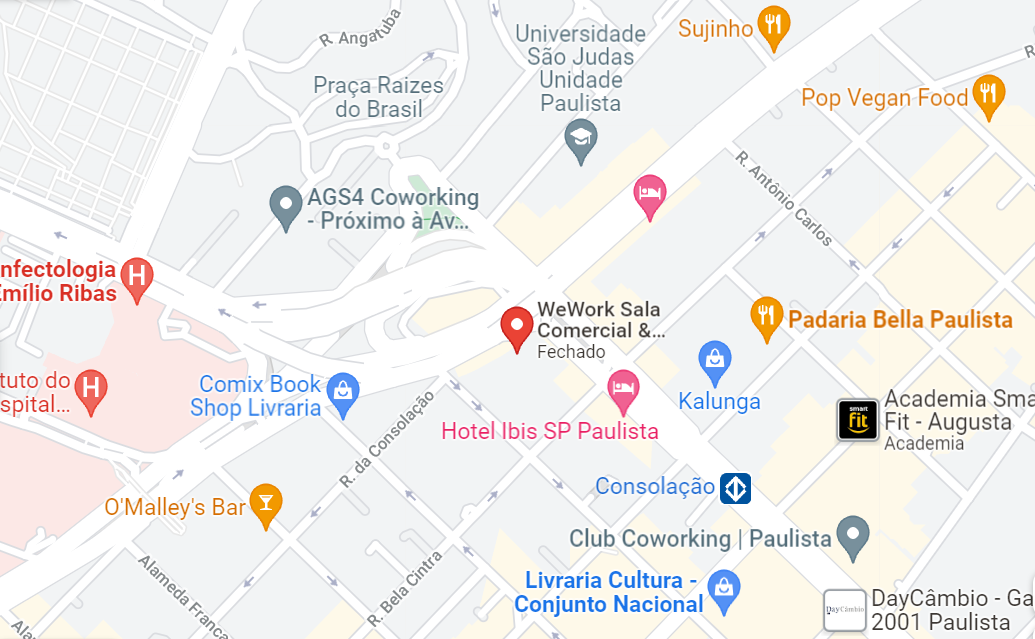 R. Angatuba
Universidade
São Judas
Unidade
Paulista
Sujinho
Praça Raizes
do Brasil
Pop Vegan Food
R. Antônio Carlos
AGS4 Coworking
- Próximo à Av...
nfectologia
Emílio Ribas
H
WeWork Sala
Comercial &...
Fechado
Padaria Bella Paulista
tuto do
spital...
H
Comix Book
Shop Livraria
Kalunga
Hotel Ibis SP Paulista
R. da Consolação
smart
fit
Academia Sma
Fit - Augusta
Academia
Consolação
O'Malley's Bar
Club Coworking | Paulista
Alameda Franca
R. Bela Cintra
Livraria Cultura -
Conjunto Nacional
DayCâmbio
DayCâmbio - Ga
2001 Paulista